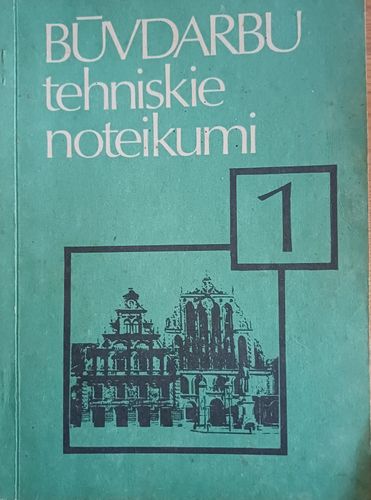 BŪVDARBU
tehniskie
noteikumi
1